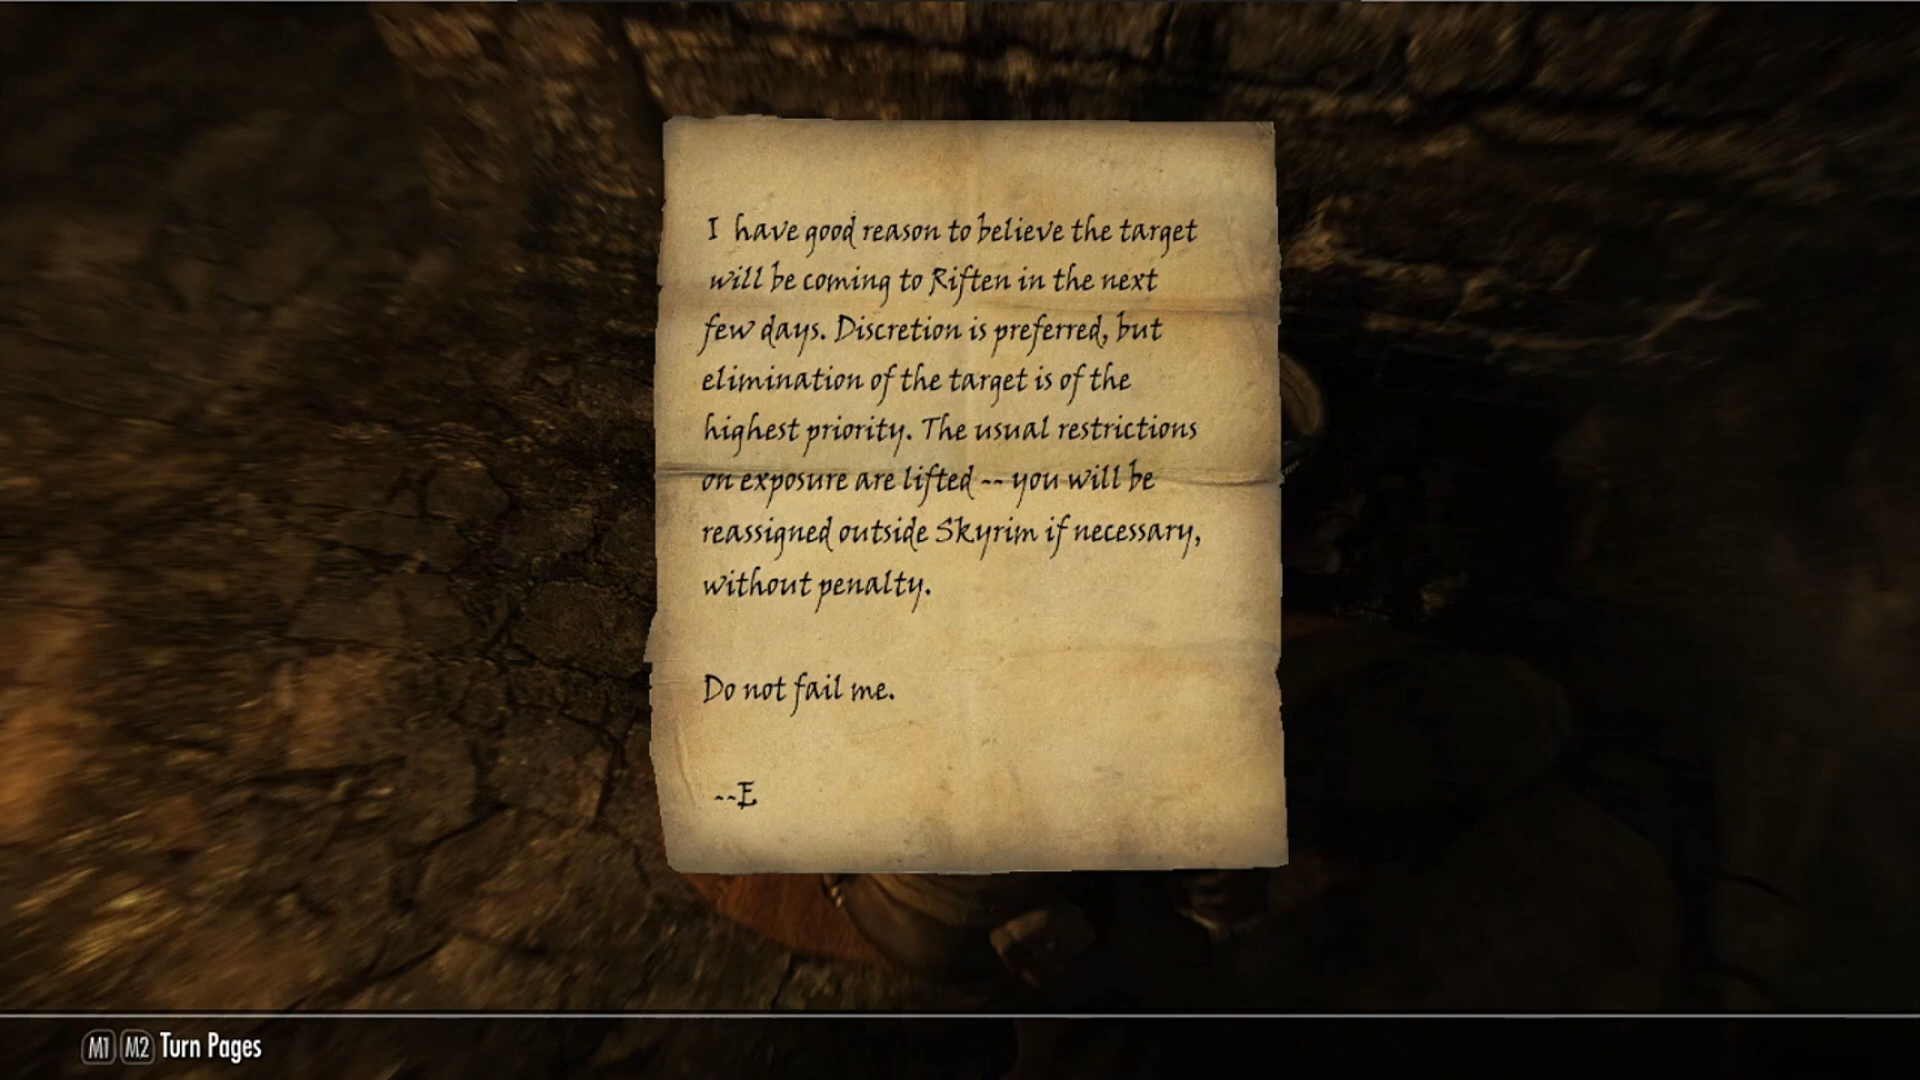 I have good reason to believe the target
will be coming to Riften in the next
few days. Discretion is preferred, but
elimination of the target is of the
highest priority. The usual restrictions
on exposure are lifted -- you will be
reassigned outside Skyrim if necessary,
without penalty.
Do not fail me.
--E
M1 M2 Turn Pages